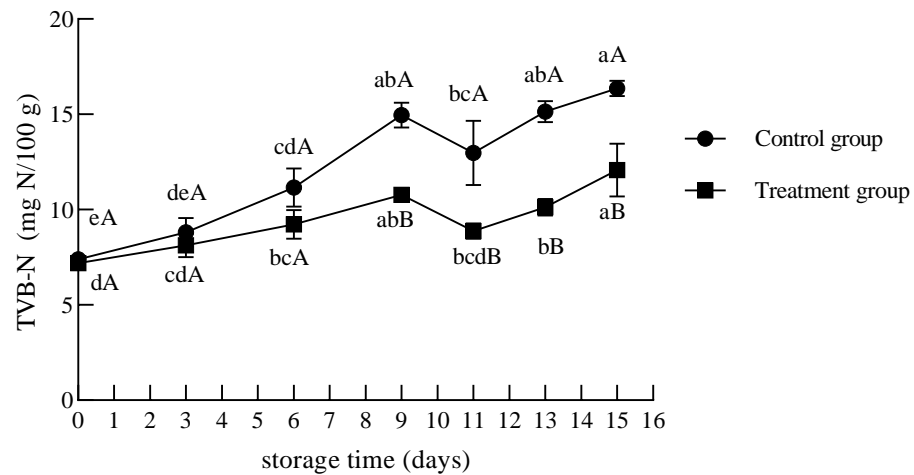 20
15
10
5
0
TVB-N (mg N/100 g)
abA
abA
aA
bcA
cdA
deA
eA
dA
cdA
bcA
abB
bcdB
bB
aB
Control group
Treatment group
0 1 2 3 4 5 6 7 8 9 10 11 12 13 14 15 16
storage time (days)